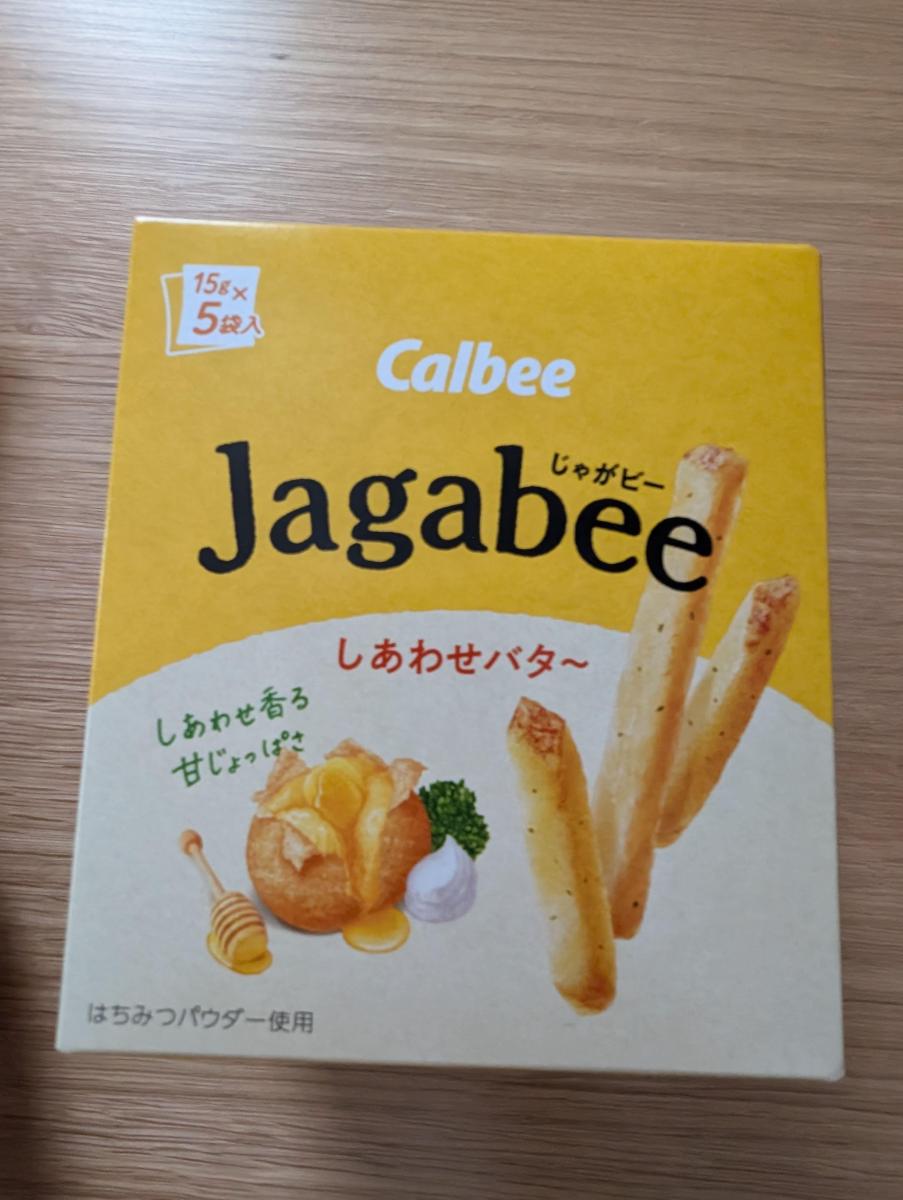 15g×
5袋入
Calbee
じゃがビー
Jagabee
しあわせバタ～
しあわせ香る
甘じょっぱさ
はちみつパウダー使用